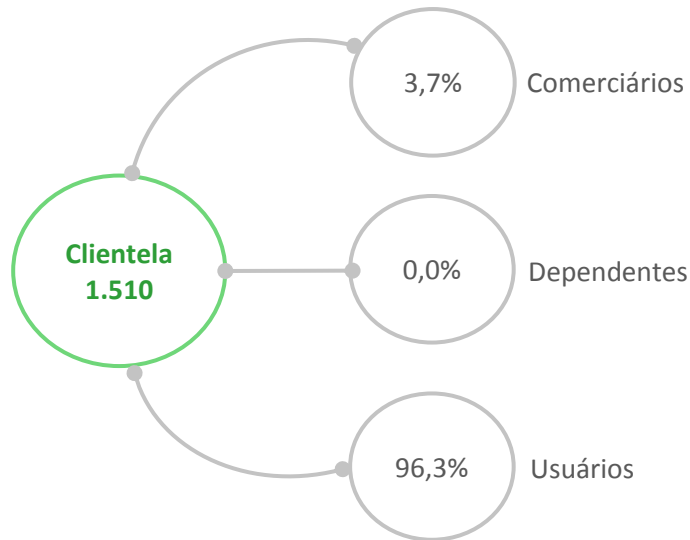 3,7% Comerciários
Clientela
1.510
0,0% Dependentes
96,3% Usuários